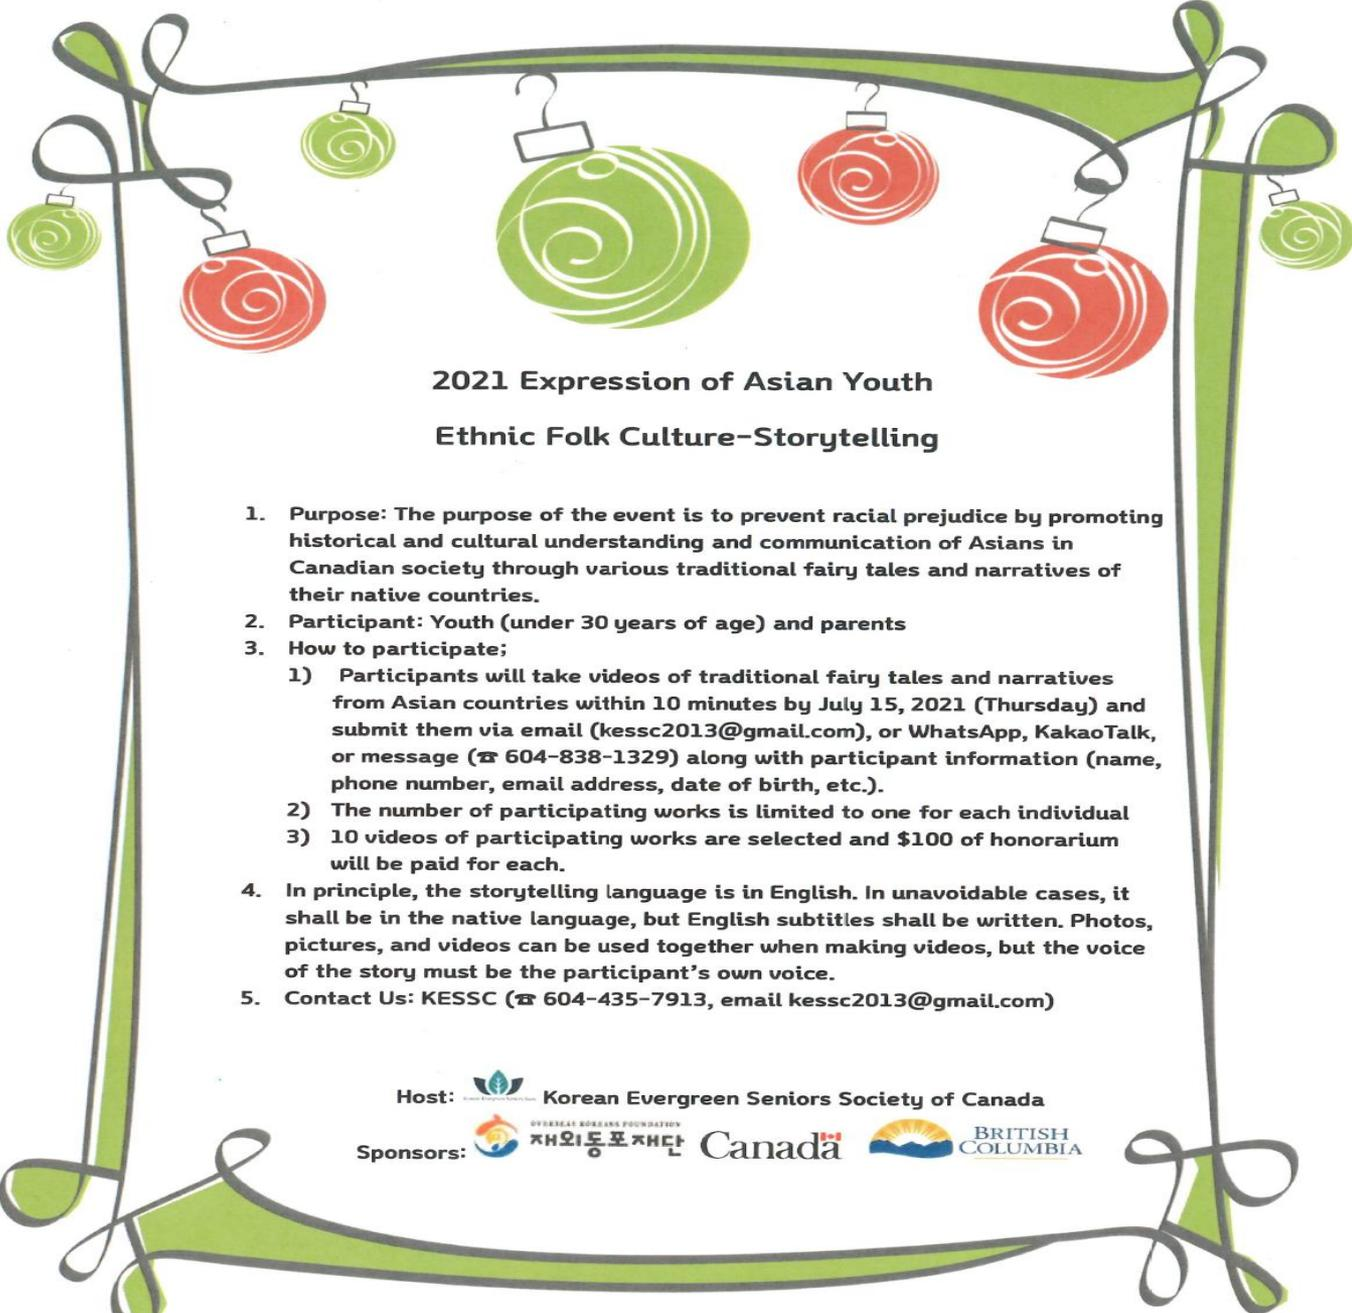 2021 Expression of Asian Youth
Ethnic Folk Culture-Storytelling
1. Purpose: The purpose of the event is to prevent racial prejudice by promoting
historical and cultural understanding and communication of Asians in
Canadian society through various traditional fairy tales and narratives of
their native countries.
2. Participant: Youth (under 30 years of age) and parents
3. How to participate;
1) Participants will take videos of traditional fairy tales and narratives
from Asian countries within 10 minutes by July 15, 2021 (Thursday) and
submit them via email (kessc2013@gmail.com), or WhatsApp, KakaoTalk,
or message (☎ 604-838-1329) along with participant information (name,
phone number, email address, date of birth, etc.).
2) The number of participating works is limited to one for each individual
3) 10 videos of participating works are selected and $100 of honorarium
will be paid for each.
4. In principle, the storytelling language is in English. In unavoidable cases, it
shall be in the native language, but English subtitles shall be written. Photos,
pictures, and videos can be used together when making videos, but the voice
of the story must be the participant's own voice.
5. Contact Us: KESSC (☎ 604-435-7913, email kessc2013@gmail.com)
Host: Korean Evergreen Seniors Society of Canada
OVERSEAS KOREANS FOUNDATION
Sponsors: 재외동포재단 Canada BRITISH
COLUMBIA